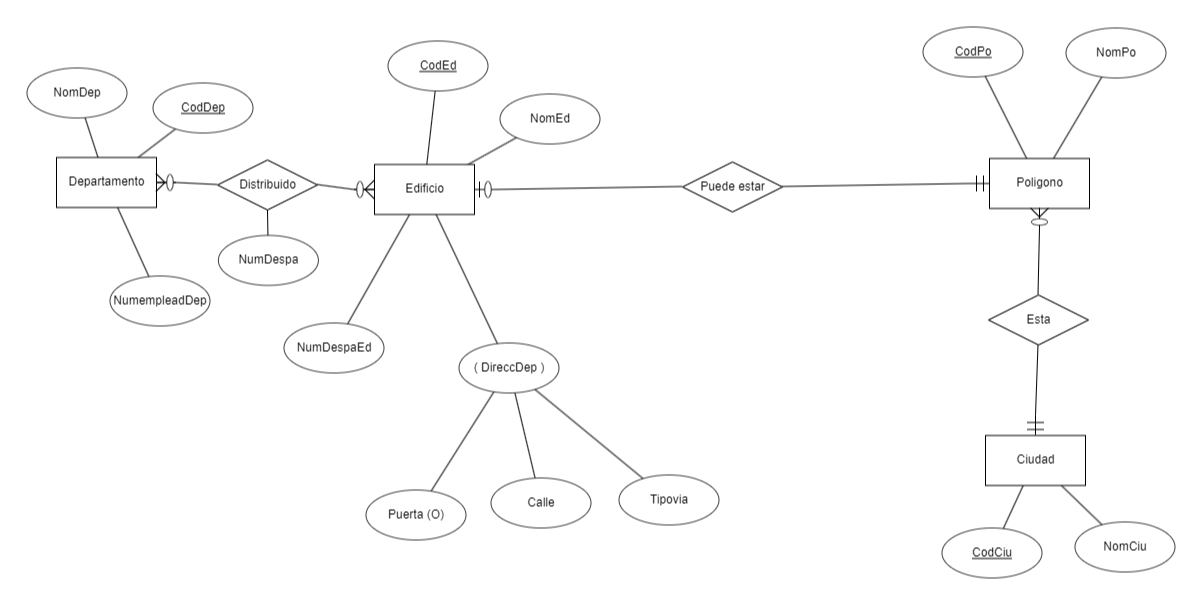 CodPo
NomPo
CodEd
NomDep
CodDep
NomEd
Departamento
Distribuido
Edificio
Puede estar
Poligono
NumDespa
NumempleadDep
Esta
NumDespaEd
( DireccDep )
Ciudad
Puerta (O)
Calle
Tipovia
CodCiu
NomCiu